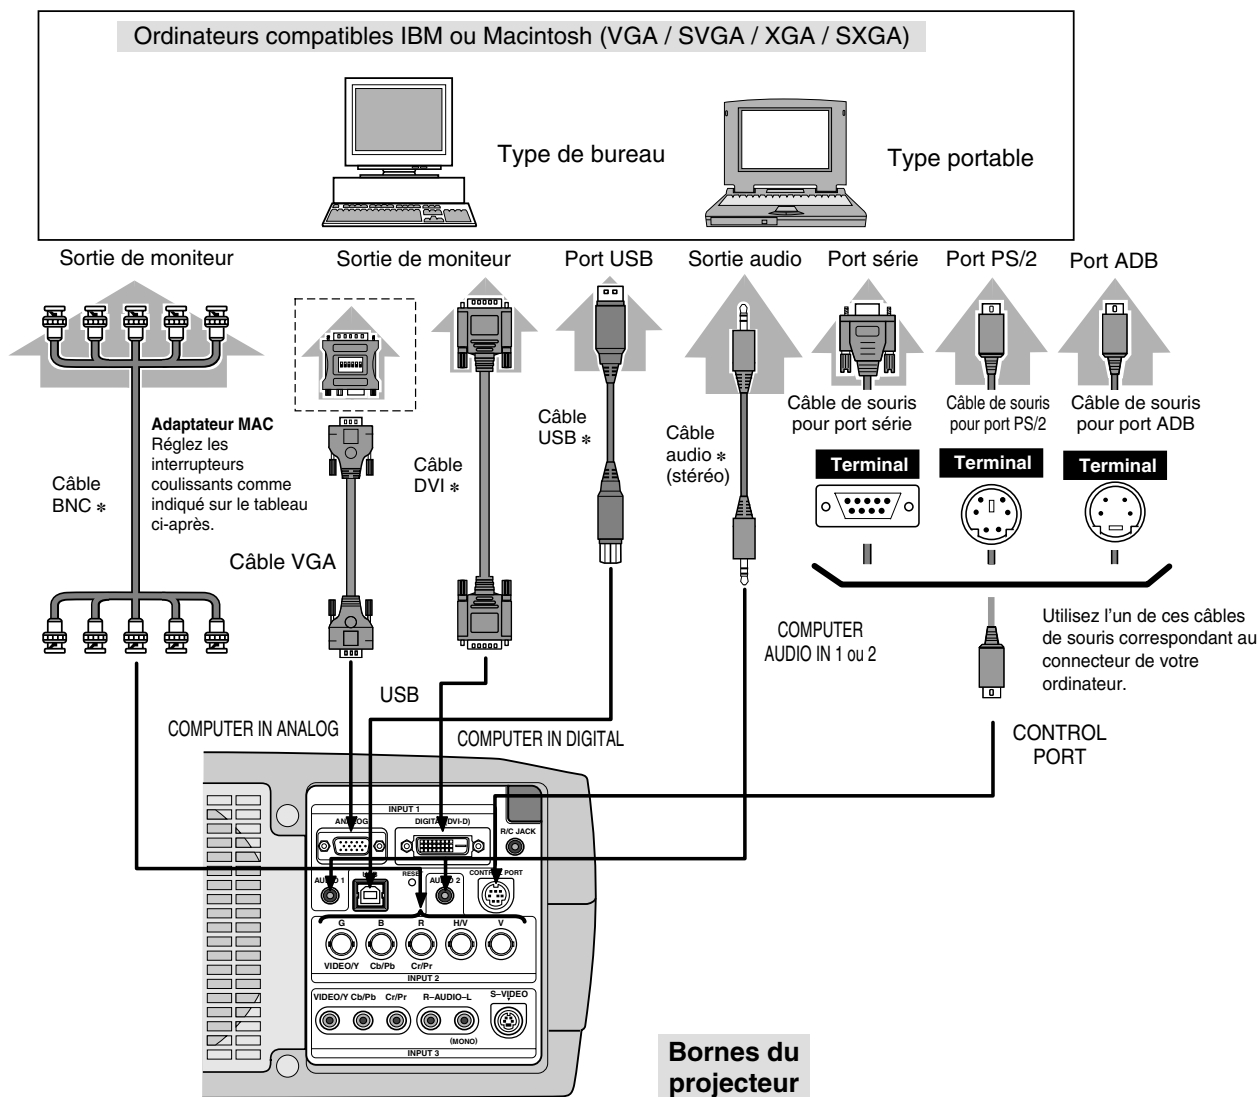 Ordinateurs compatibles IBM ou Macintosh (VGA / SVGA / XGA / SXGA)
Type de bureau
Type portable
Sortie de moniteur
Sortie de moniteur
Port USB
Sortie audio
Port série
Port PS/2
Port ADB
Adaptateur MAC
Réglez les
interrupteurs
coulissants comme
indiqué sur le tableau
ci-après.
Câble
BNC *
Câble VGA
Câble
DVI *
Câble
USB *
Câble
audio *
(stéréo)
Câble de souris
pour port série
Câble de souris
pour port PS/2
Câble de souris
pour port ADB
Terminal
Terminal
Terminal
Utilisez l'un de ces câbles
de souris correspondant au
connecteur de votre
ordinateur.
COMPUTER
AUDIO IN 1 ou 2
USB
COMPUTER IN ANALOG
COMPUTER IN DIGITAL
CONTROL
PORT
INPUT 1
ANALOG
DIGITAL (DVI-D)
R/C JACK
AUDIO 1
USB
RESET
AUDIO 2
CONTROL PORT
G
B
R
H/V
V
VIDEO/Y
Cb/Pb
Cr/Pr
INPUT 2
VIDEO/Y
Cb/Pb
Cr/Pr
R–AUDIO–L
S–VIDEO
(MONO)
INPUT 3
Bornes du
projecteur